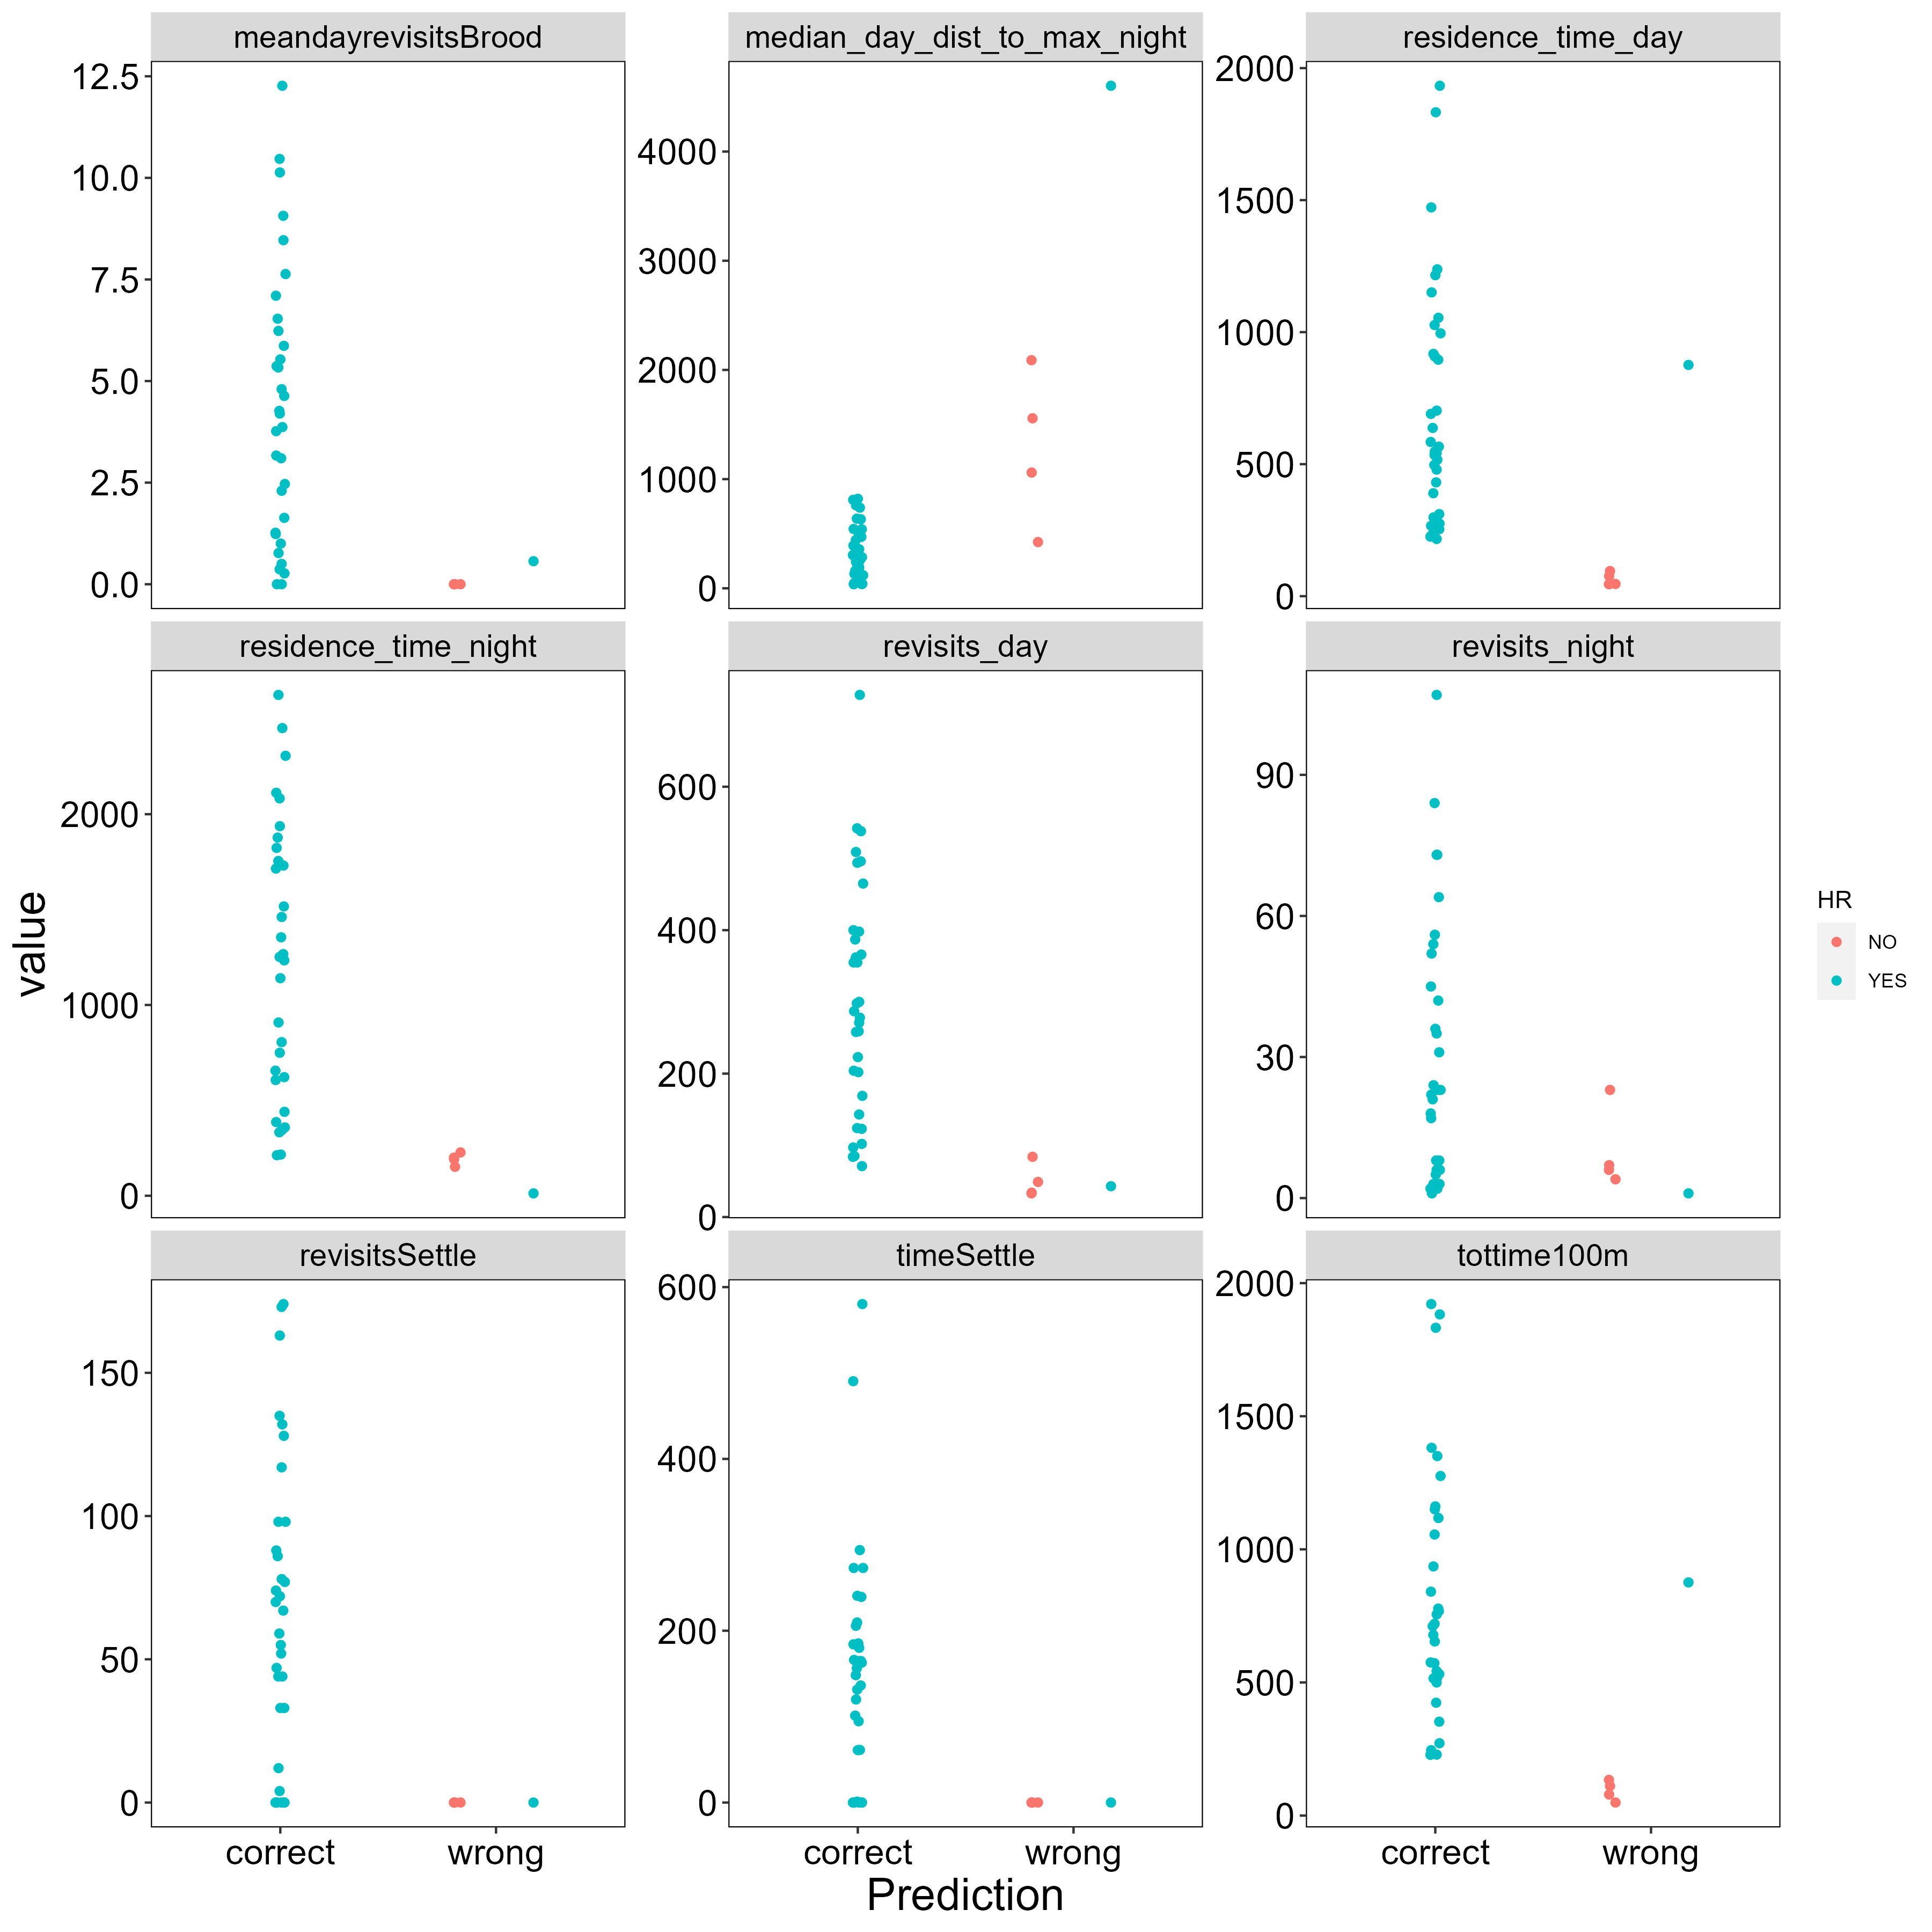 meandayrevisitsBrood
median_day_dist_to_max_night
residence_time_day
12.5
10.0
7.5
5.0
2.5
0.0
4000
3000
2000
1000
0
2000
1500
1000
500
0
residence_time_night
revisits_day
revisits_night
2000
1000
0
600
400
200
0
90
60
30
0
revisitsSettle
timeSettle
tottime100m
150
100
50
0
600
400
200
0
2000
1500
1000
500
0
correct wrong
correct wrong
correct wrong
Prediction
value
HR
NO
YES